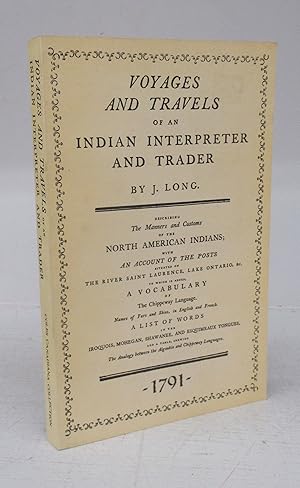 VOYAGES
AND TRAVELS
OF AN
INDIAN INTERPRETER
AND TRADER
BY J. LONG.
DESCRIBING
The Manners and Customs
OF THE
NORTH AMERICAN INDIANS;
WITH
AN ACCOUNT OF THE POSTS
SITUATED ON
THE RIVER SAINT LAURENCE, LAKE ONTARIO, &c.
TO WHICH IS ADDED,
A VOCABULARY
OF
The Chippeway Language.
Names of Furs and Skins, in English and French.
A LIST OF WORDS
IN THE
IROQUOIS, MOHEGAN, SHAWANEE, AND ESQUIMEAUX TONGUES,
AND A TABLE, SHEWING
The Analogy between the Algonkin and Chippeway Languages.
-1791-
VOYAGES AND TRAVELS OF AN
INDIAN INTERPRETER AND TRADER